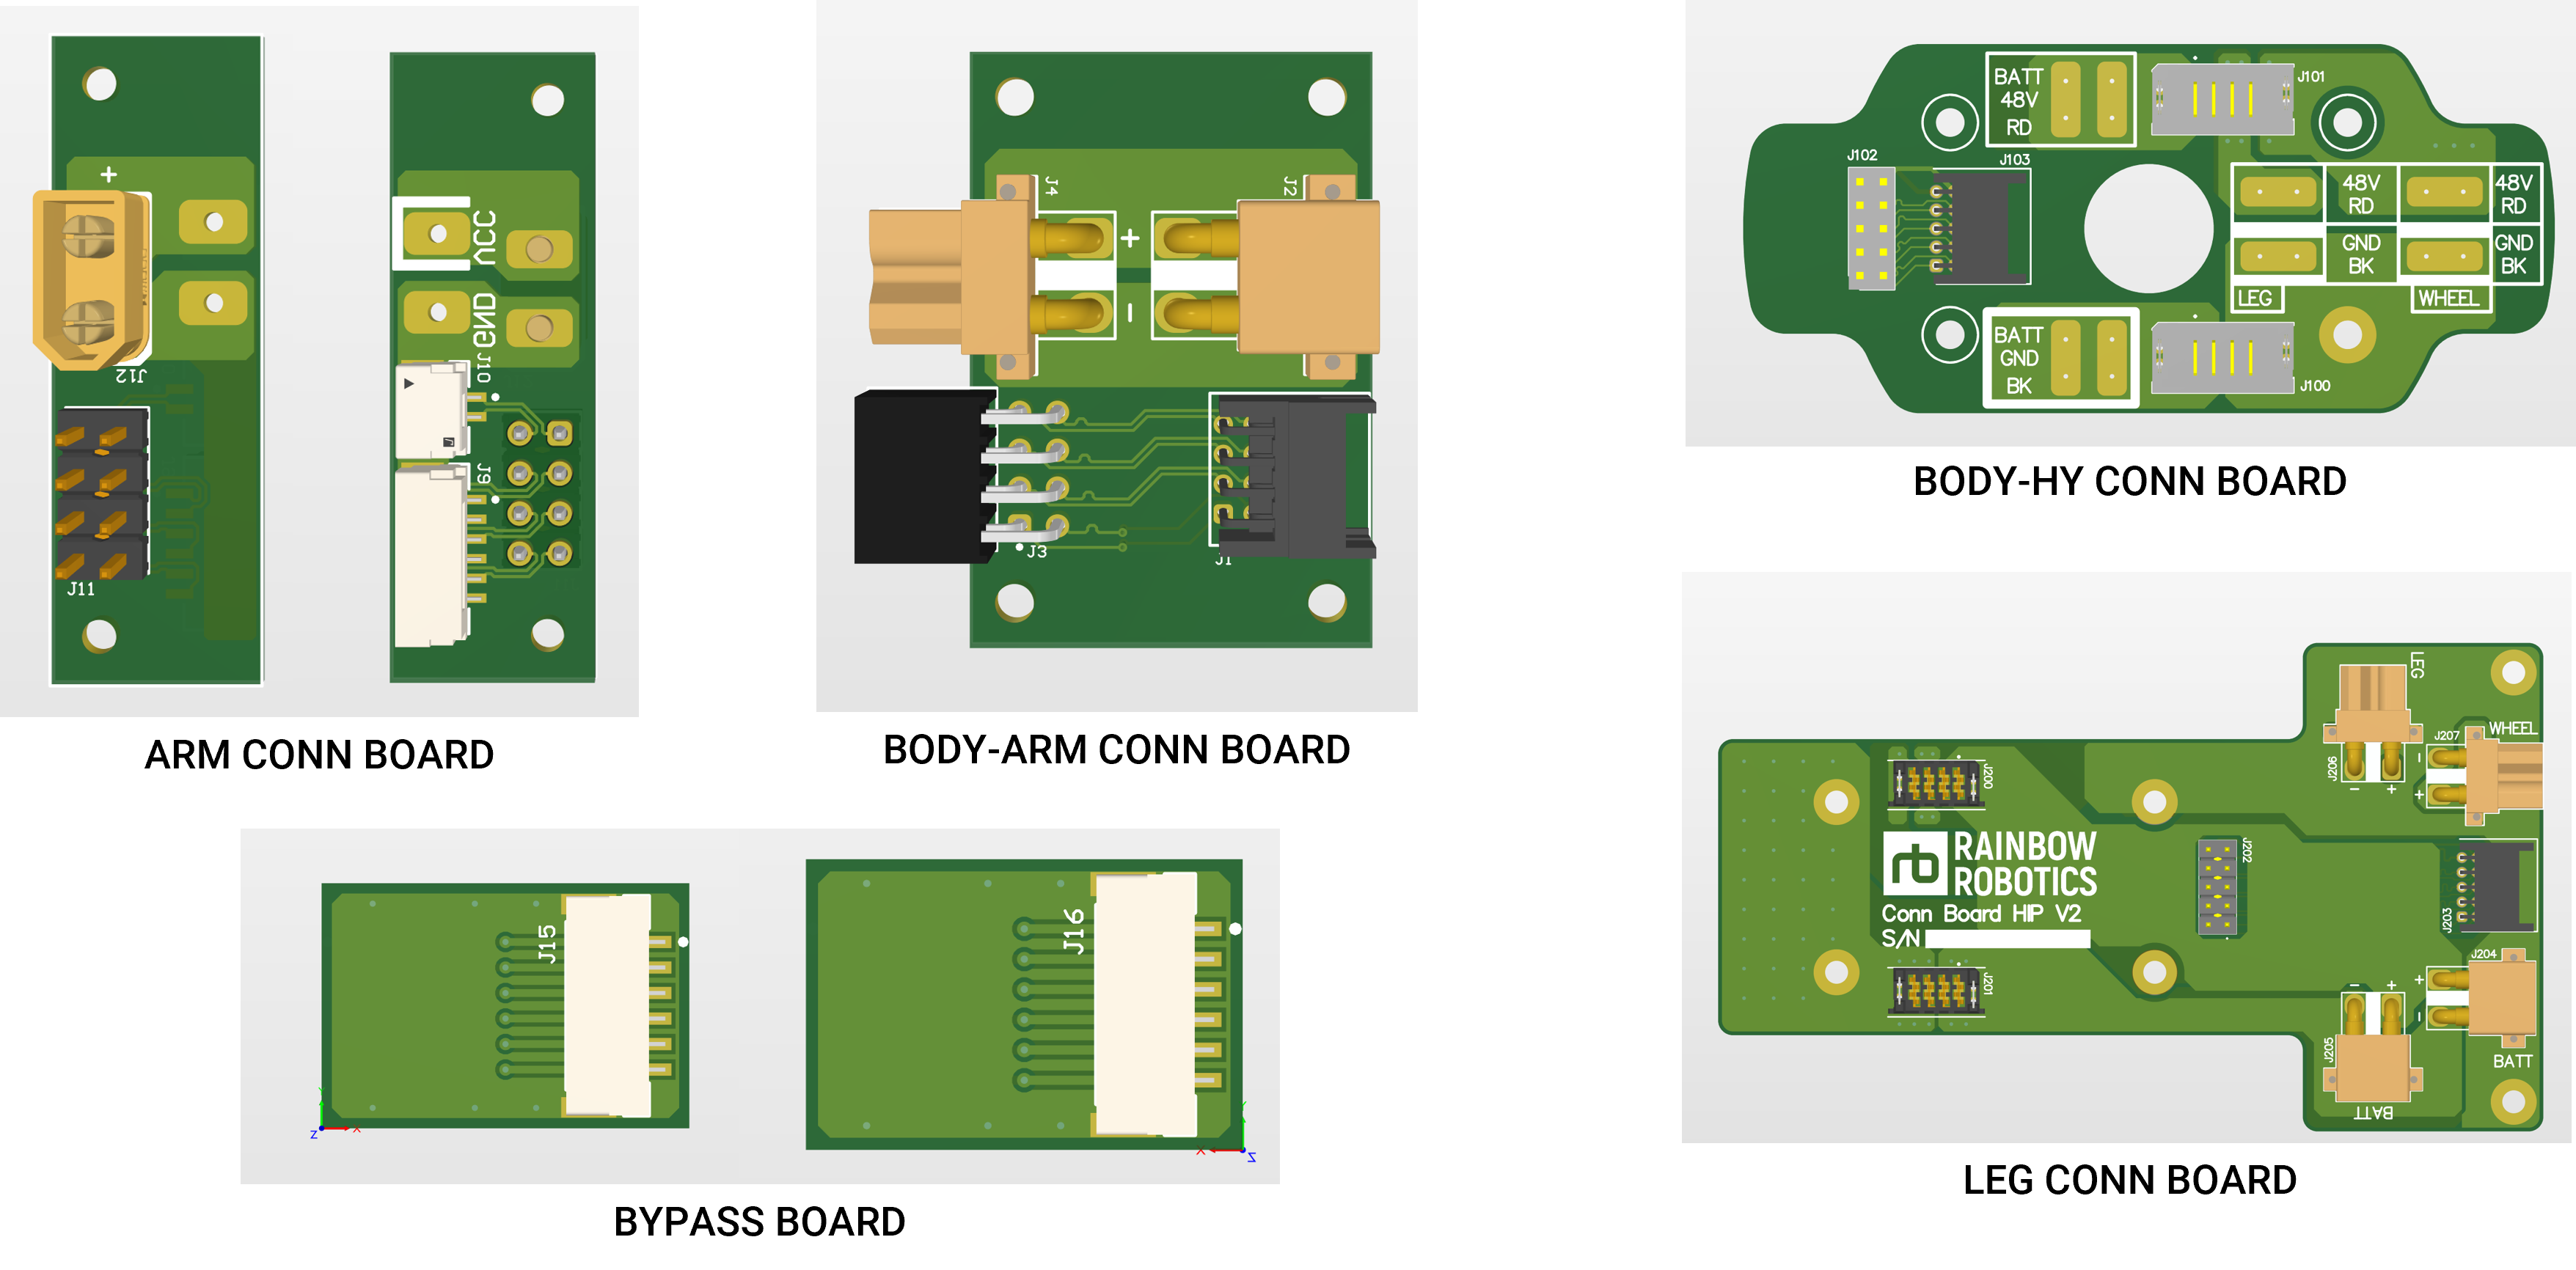 +
J12
J11
VCC
GND
J10
J9
ARM CONN BOARD
J4
J2
+
-
J3
J1
BODY-ARM CONN BOARD
BATT
48V
RD
J101
J102
J103
48V
RD
48V
RD
GND
BK
GND
BK
LEG
WHEEL
BATT
GND
BK
J100
BODY-HY CONN BOARD
J15
Z
X
Y
J16
X
Y
Z
BYPASS BOARD
LEG
WHEEL
J207
J206
-
+
-
+
J200
J202
rb
RAINBOW
ROBOTICS
Conn Board HIP V2
S/N
J203
J201
J204
+
-
-
+
J205
BATT
BATT
LEG CONN BOARD